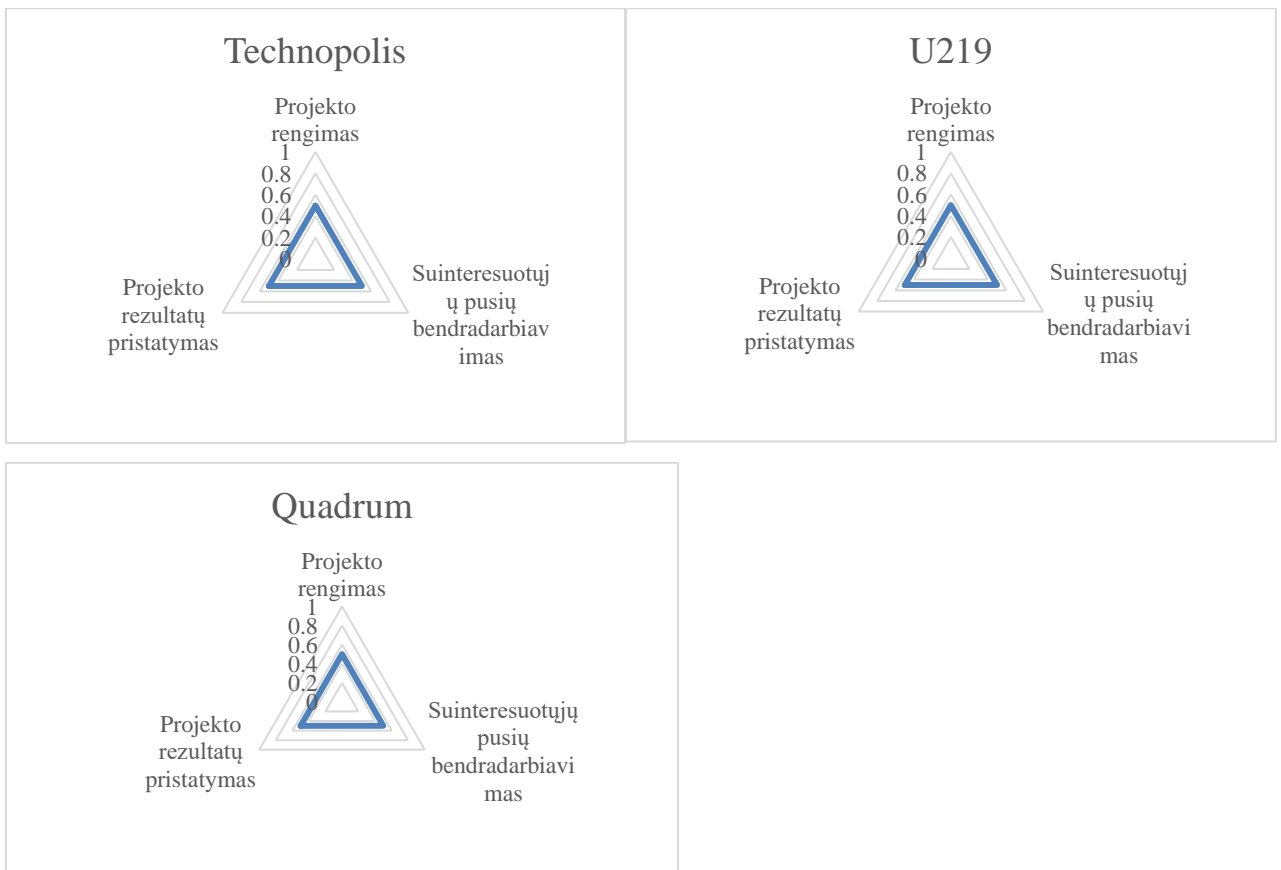 Technopolis
Projekto
rengimas
1
0.8
0.6
0.4
0.2
0
Suinteresuotųj
ų pusių
bendradarbiav
imas
Projekto
rezultatų
pristatymas
U219
Projekto
rengimas
1
0.8
0.6
0.4
0.2
0
Suinteresuotųj
ų pusių
bendradarbiavi
mas
Projekto
rezultatų
pristatymas
Quadrum
Projekto
rengimas
1
0.8
0.6
0.4
0.2
0
Suinteresuotųjų
pusių
bendradarbiavi
mas
Projekto
rezultatų
pristatymas